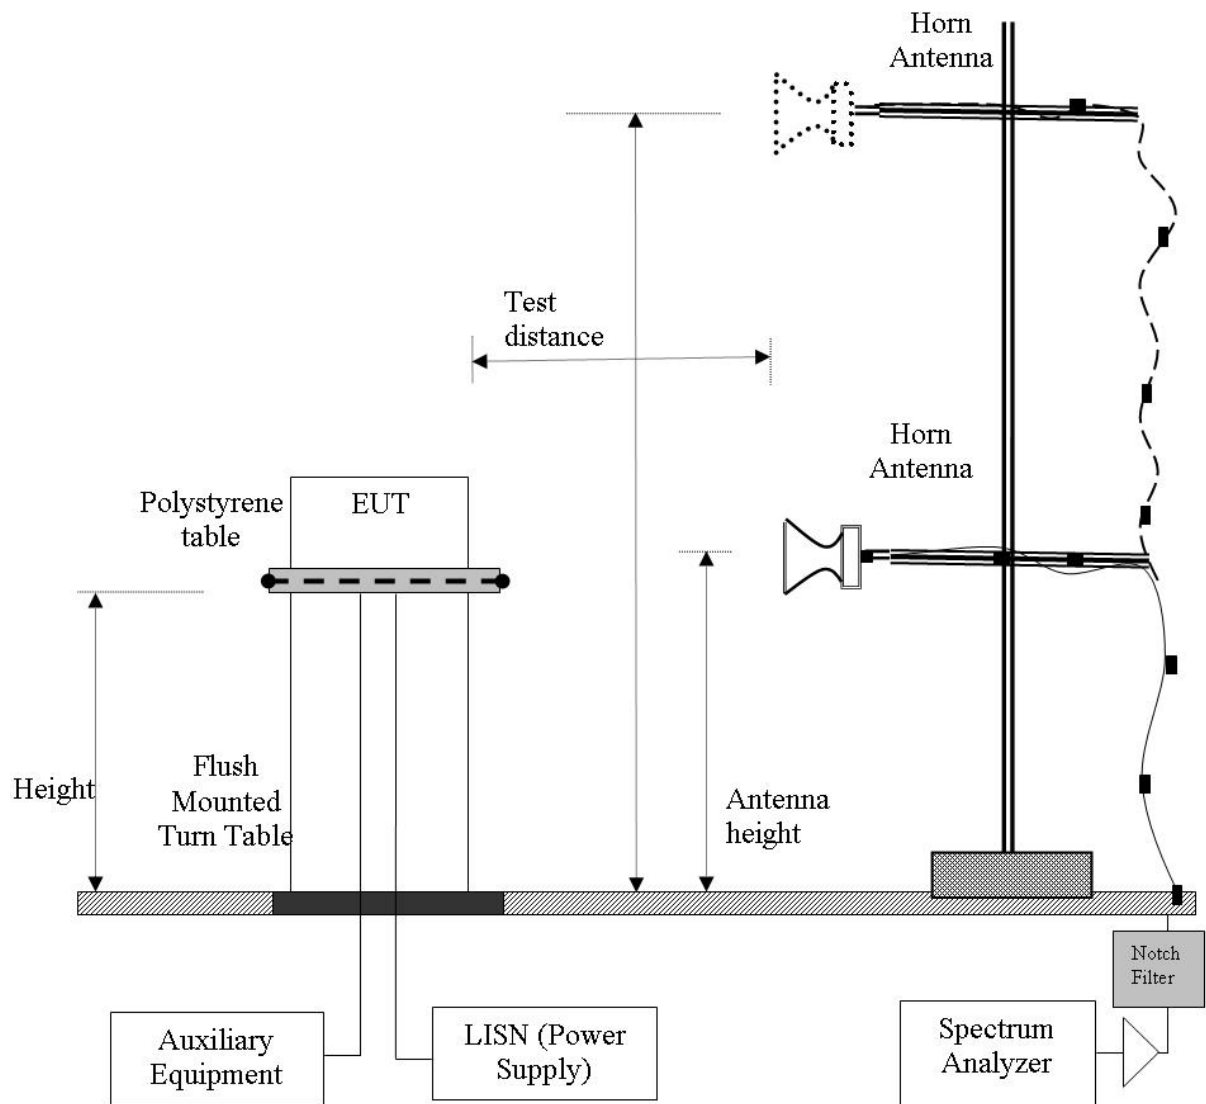 Horn
Antenna
Test
distance
Horn
Antenna
Polystyrene
table
EUT
Height
Flush
Mounted
Turn Table
Antenna
height
Notch
Filter
Auxiliary
Equipment
LISN (Power
Supply)
Spectrum
Analyzer